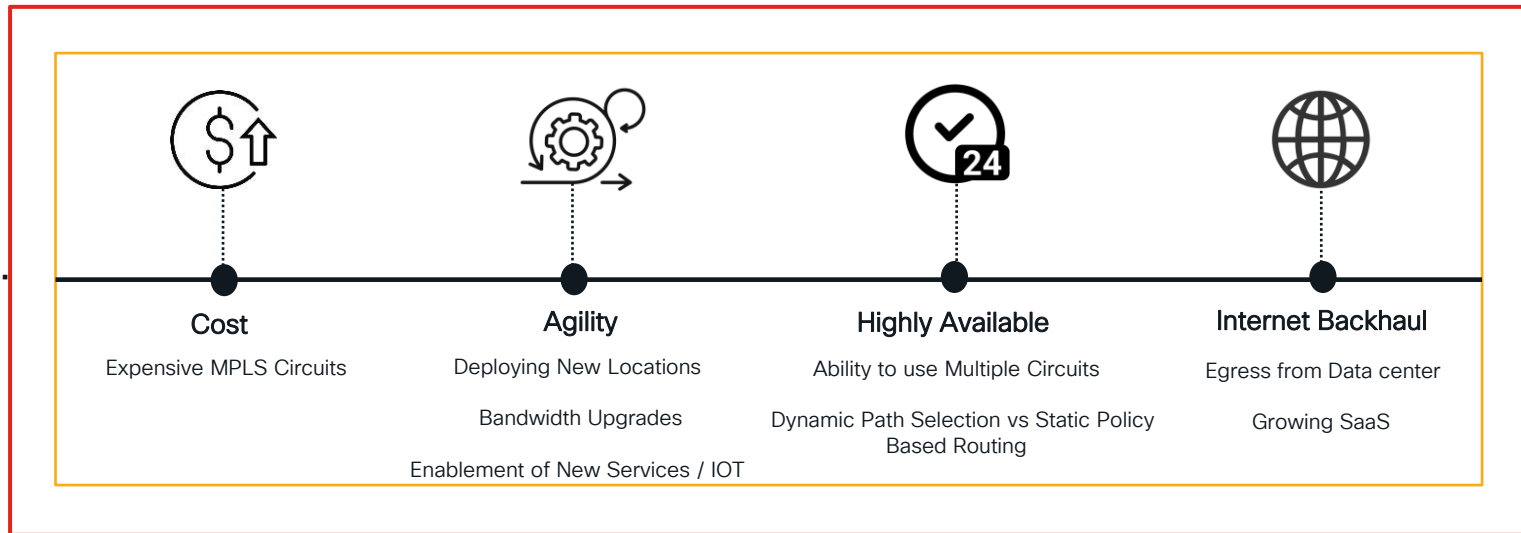 $
24
Cost
Expensive MPLS Circuits
Agility
Deploying New Locations
Bandwidth Upgrades
Enablement of New Services / IOT
Highly Available
Ability to use Multiple Circuits
Dynamic Path Selection vs Static Policy
Based Routing
Internet Backhaul
Egress from Data center
Growing SaaS